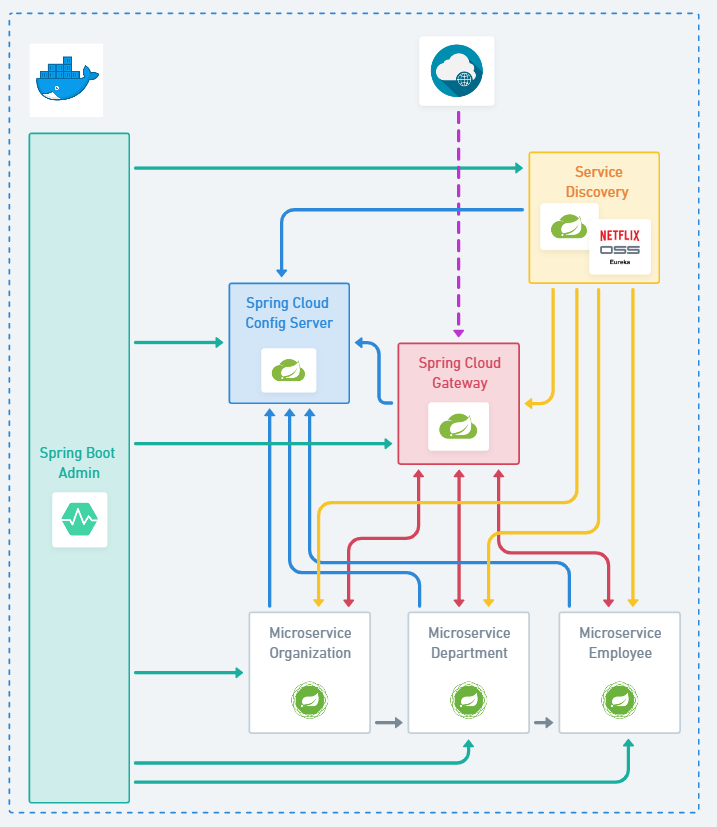 Service
Discovery
NETFLIX
OSS
Eureka
Spring Cloud
Config Server
Spring Cloud
Gateway
Spring Boot
Admin
Microservice
Organization
Microservice
Department
Microservice
Employee